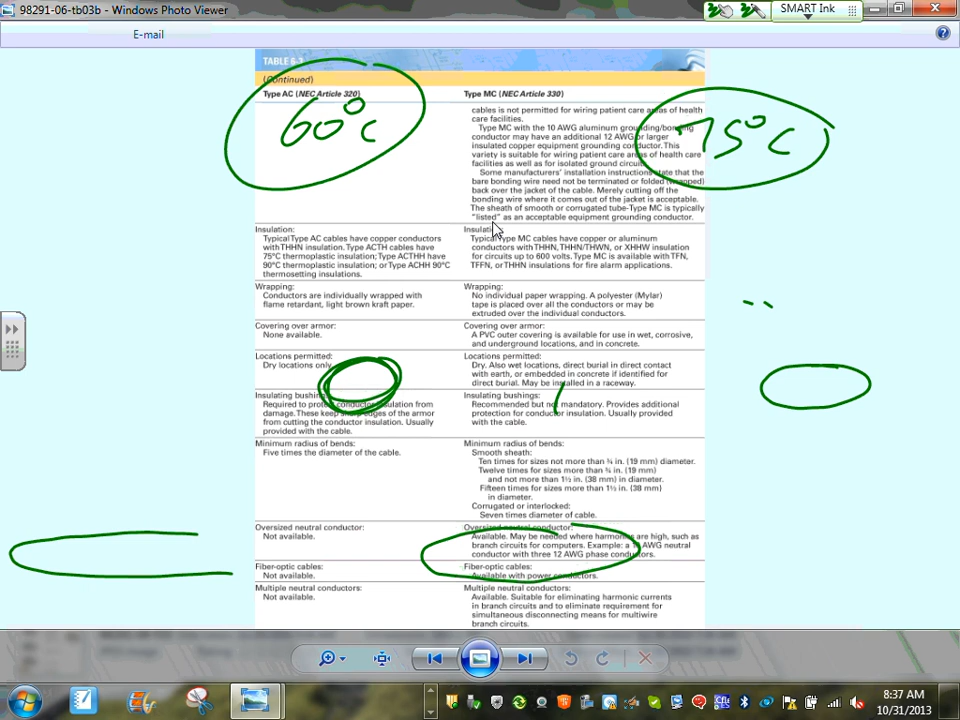 98291-06-tb03b - Windows Photo Viewer
SMART Ink
E-mail
TABLE 6-3
(Continued)
Type AC (NEC Article 320)
60°C
Insulation:
Typical Type AC cables have copper conductors
with THHN insulation. Type ACTH cables have
75°C thermoplastic insulation; Type ACTHH have
90°C thermoplastic insulation; or Type ACHH 90°C
thermosetting insulations.
Wrapping:
Conductors are individually wrapped with
flame retardant, light brown kraft paper.
Covering over armor:
None available.
Locations permitted:
Dry locations only.
Insulating bushings:
Required to protect conductor insulation from
damage. These keep sharp edges of the armor
from cutting the conductor insulation. Usually
provided with the cable.
Minimum radius of bends:
Five times the diameter of the cable.
Oversized neutral conductor:
Not available.
Fiber-optic cables:
Not available.
Multiple neutral conductors:
Not available.
Type MC (NEC Article 330)
75°C
cables is not permitted for wiring patient care areas of health
care facilities.
Type MC with the 10 AWG aluminum grounding/bonding
conductor may have an additional 12 AWG or larger
insulated copper equipment grounding conductor. This
variety is suitable for wiring patient care areas of health care
facilities as well as for isolated ground circuit
Some manufacturers' installation instructions state that the
bare bonding wire need not be terminated or folded (wrapped)
back over the jacket of the cable. Merely cutting off the
bonding wire where it comes out of the jacket is acceptable.
The sheath of smooth or corrugated tube-Type MC is typically
"listed" as an acceptable equipment grounding conductor.
Insulation:
Typical Type MC cables have copper or aluminum
conductors with THHN, THHN/THWN, or XHHW insulation
for circuits up to 600 volts. Type MC is available with TFN,
TFFN, or THHN insulations for fire alarm applications.
Wrapping:
No individual paper wrapping. A polyester (Mylar)
tape is placed over all the conductors or may be
extruded over the individual conductors.
Covering over armor:
A PVC outer covering is available for use in wet, corrosive,
and underground locations, and in concrete.
Locations permitted:
Dry. Also wet locations, direct burial in direct contact
with earth, or embedded in concrete if identified for
direct burial. May be installed in a raceway.
Insulating bushings:
Recommended but not mandatory. Provides additional
protection for conductor insulation. Usually provided
with the cable.
Minimum radius of bends:
Smooth sheath:
Ten times for sizes not more than ¾ in. (19 mm) diameter.
Twelve times for sizes more than ¾ in. (19 mm)
and not more than 1½ in. (38 mm) in diameter.
Fifteen times for sizes more than 1½ in. (38 mm)
in diameter.
Corrugated or interlocked:
Seven times diameter of cable.
Oversized neutral conductor:
Available. May be needed where harmonics are high, such as
branch circuits for computers. Example: a AWG neutral
conductor with three 12 AWG phase conductors.
Fiber-optic cables:
Available with power conductors.
Multiple neutral conductors:
Available. Suitable for eliminating harmonic currents
in branch circuits and to eliminate requirement for
simultaneous disconnecting means for multiwire
branch circuits.
8:37 AM
10/31/2013